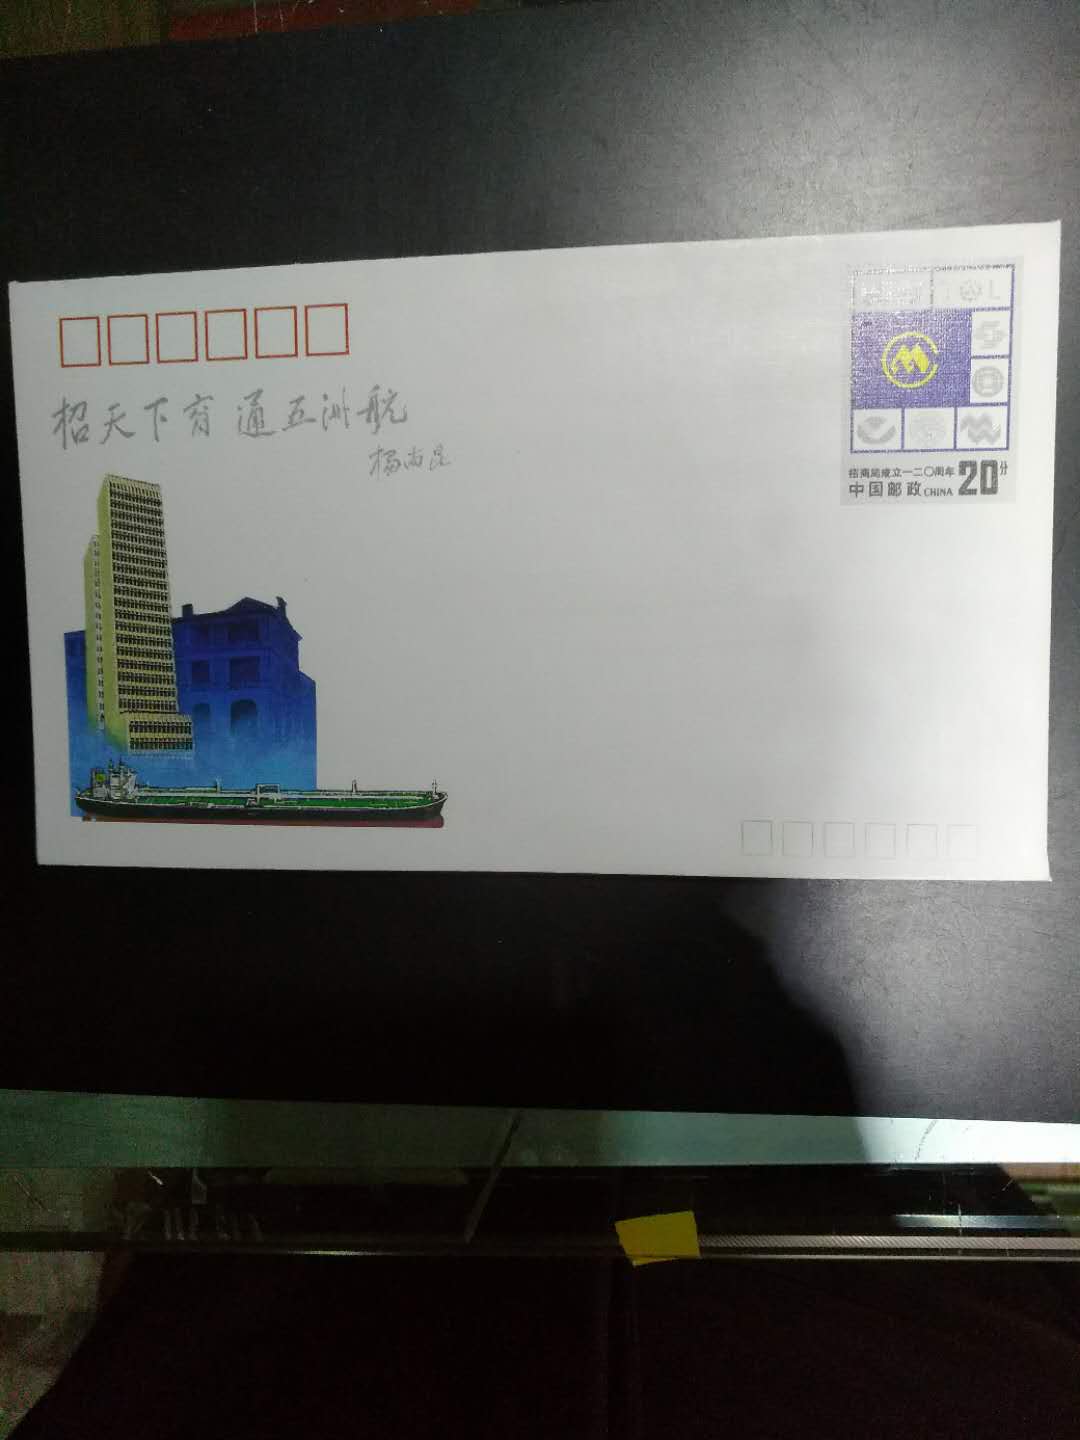 招天下商 通五洲航
杨尚昆
招商局成立一二〇周年
中国邮政 CHINA 20分